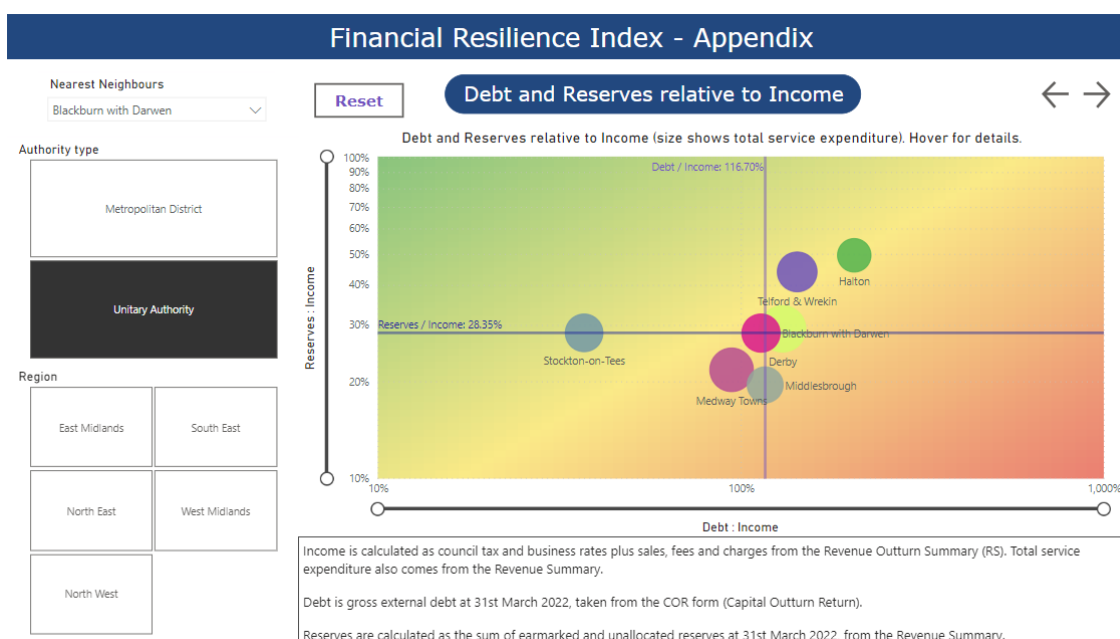 Financial Resilience Index - Appendix
Nearest Neighbours
Blackburn with Darwen
Reset
Debt and Reserves relative to Income
Authority type
Metropolitan District
Unitary Authority
Region
East Midlands
South East
North East
West Midlands
North West
Debt and Reserves relative to Income (size shows total service expenditure). Hover for details.
100%
90%
80%
70%
60%
50%
40%
30%
20%
10%
Reserves : Income
Debt / Income: 116.70%
Reserves / Income: 28.35%
Halton
Telford & Wrekin
Blackburn with Darwen
Stockton-on-Tees
Derby
Middlesbrough
Medway Towns
10%
100%
1,000%
Debt : Income
Income is calculated as council tax and business rates plus sales, fees and charges from the Revenue Outturn Summary (RS). Total service
expenditure also comes from the Revenue Summary.
Debt is gross external debt at 31st March 2022, taken from the COR form (Capital Outturn Return).
Reserves are calculated as the sum of earmarked and unallocated reserves at 31st March 2022, from the Revenue Summary.